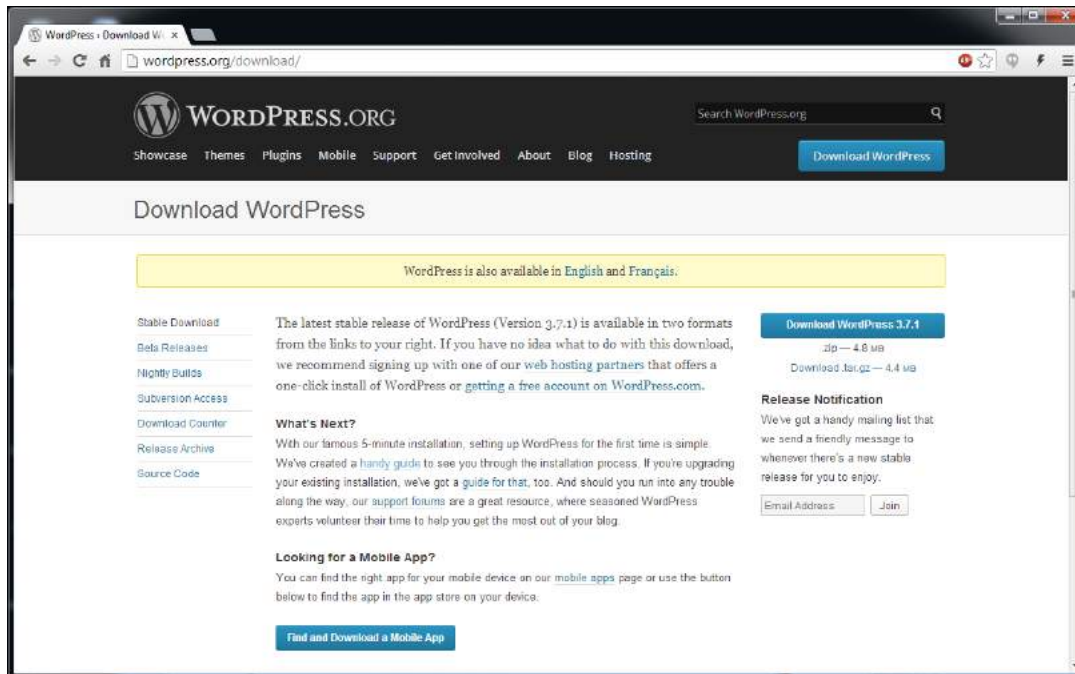 WordPress › Download W
wordpress.org/download/
WORDPRESS.ORG
Search WordPress.org
Showcase Themes Plugins Mobile Support Get Involved About Blog Hosting
Download WordPress
Download WordPress
WordPress is also available in English and Français.
Stable Download
Beta Releases
Nightly Builds
Subversion Access
Download Counter
Release Archive
Source Code
The latest stable release of WordPress (Version 3.7.1) is available in two formats
from the links to your right. If you have no idea what to do with this download,
we recommend signing up with one of our web hosting partners that offers a
one-click install of WordPress or getting a free account on WordPress.com.
What's Next?
With our famous 5-minute installation, setting up WordPress for the first time is simple.
We've created a handy guide to see you through the installation process. If you're upgrading
your existing installation, we've got a guide for that, too. And should you run into any trouble
along the way, our support forums are a great resource, where seasoned WordPress
experts volunteer their time to help you get the most out of your blog.
Looking for a Mobile App?
You can find the right app for your mobile device on our mobile apps page or use the button
below to find the app in the app store on your device.
Find and Download a Mobile App
Download WordPress 3.7.1
.zip — 4.8 MB
Download .tar.gz — 4.4 MB
Release Notification
We've got a handy mailing list that
we send a friendly message to
whenever there's a new stable
release for you to enjoy.
Email Address
Join